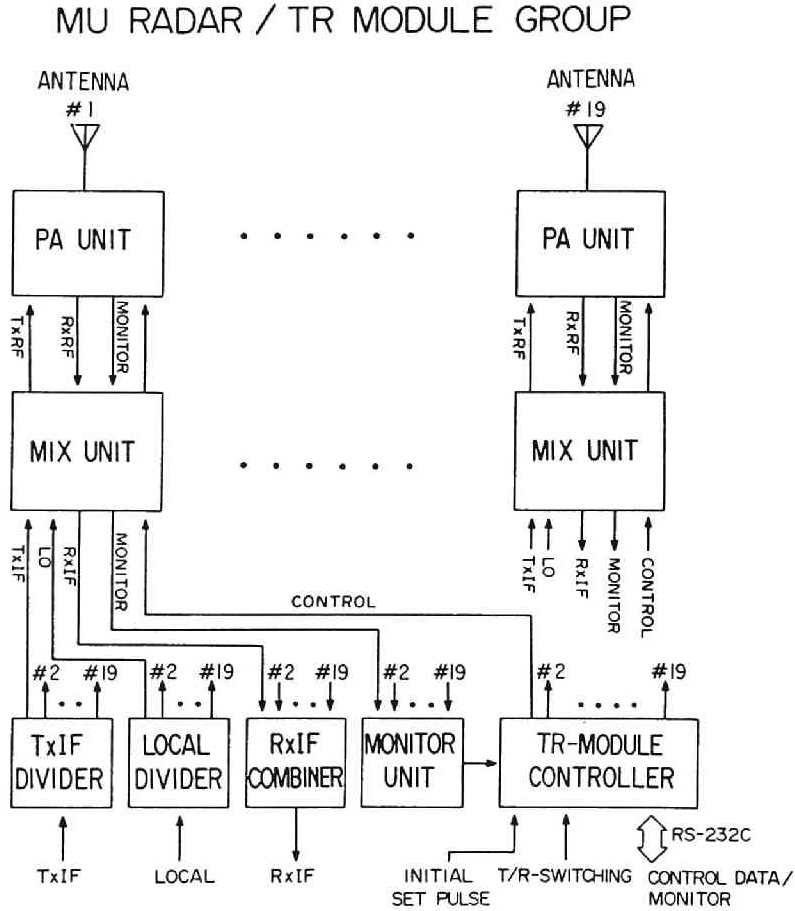 MU RADAR / TR MODULE GROUP
ANTENNA
#1
ANTENNA
#19
PA UNIT
PA UNIT
TxRF
RxRF
MONITOR
TxRF
RxRF
MONITOR
MIX UNIT
MIX UNIT
TxIF
LO
RxIF
MONITOR
TxIF
LO
RxIF
MONITOR
CONTROL
CONTROL
#2
#19
#2
#19
#2
#19
#2
#19
#2
#19
TxIF
DIVIDER
LOCAL
DIVIDER
RxIF
COMBINER
MONITOR
UNIT
TR-MODULE
CONTROLLER
RS-232C
TxIF
LOCAL
RxIF
INITIAL
SET PULSE
T/R-SWITCHING
CONTROL DATA/
MONITOR